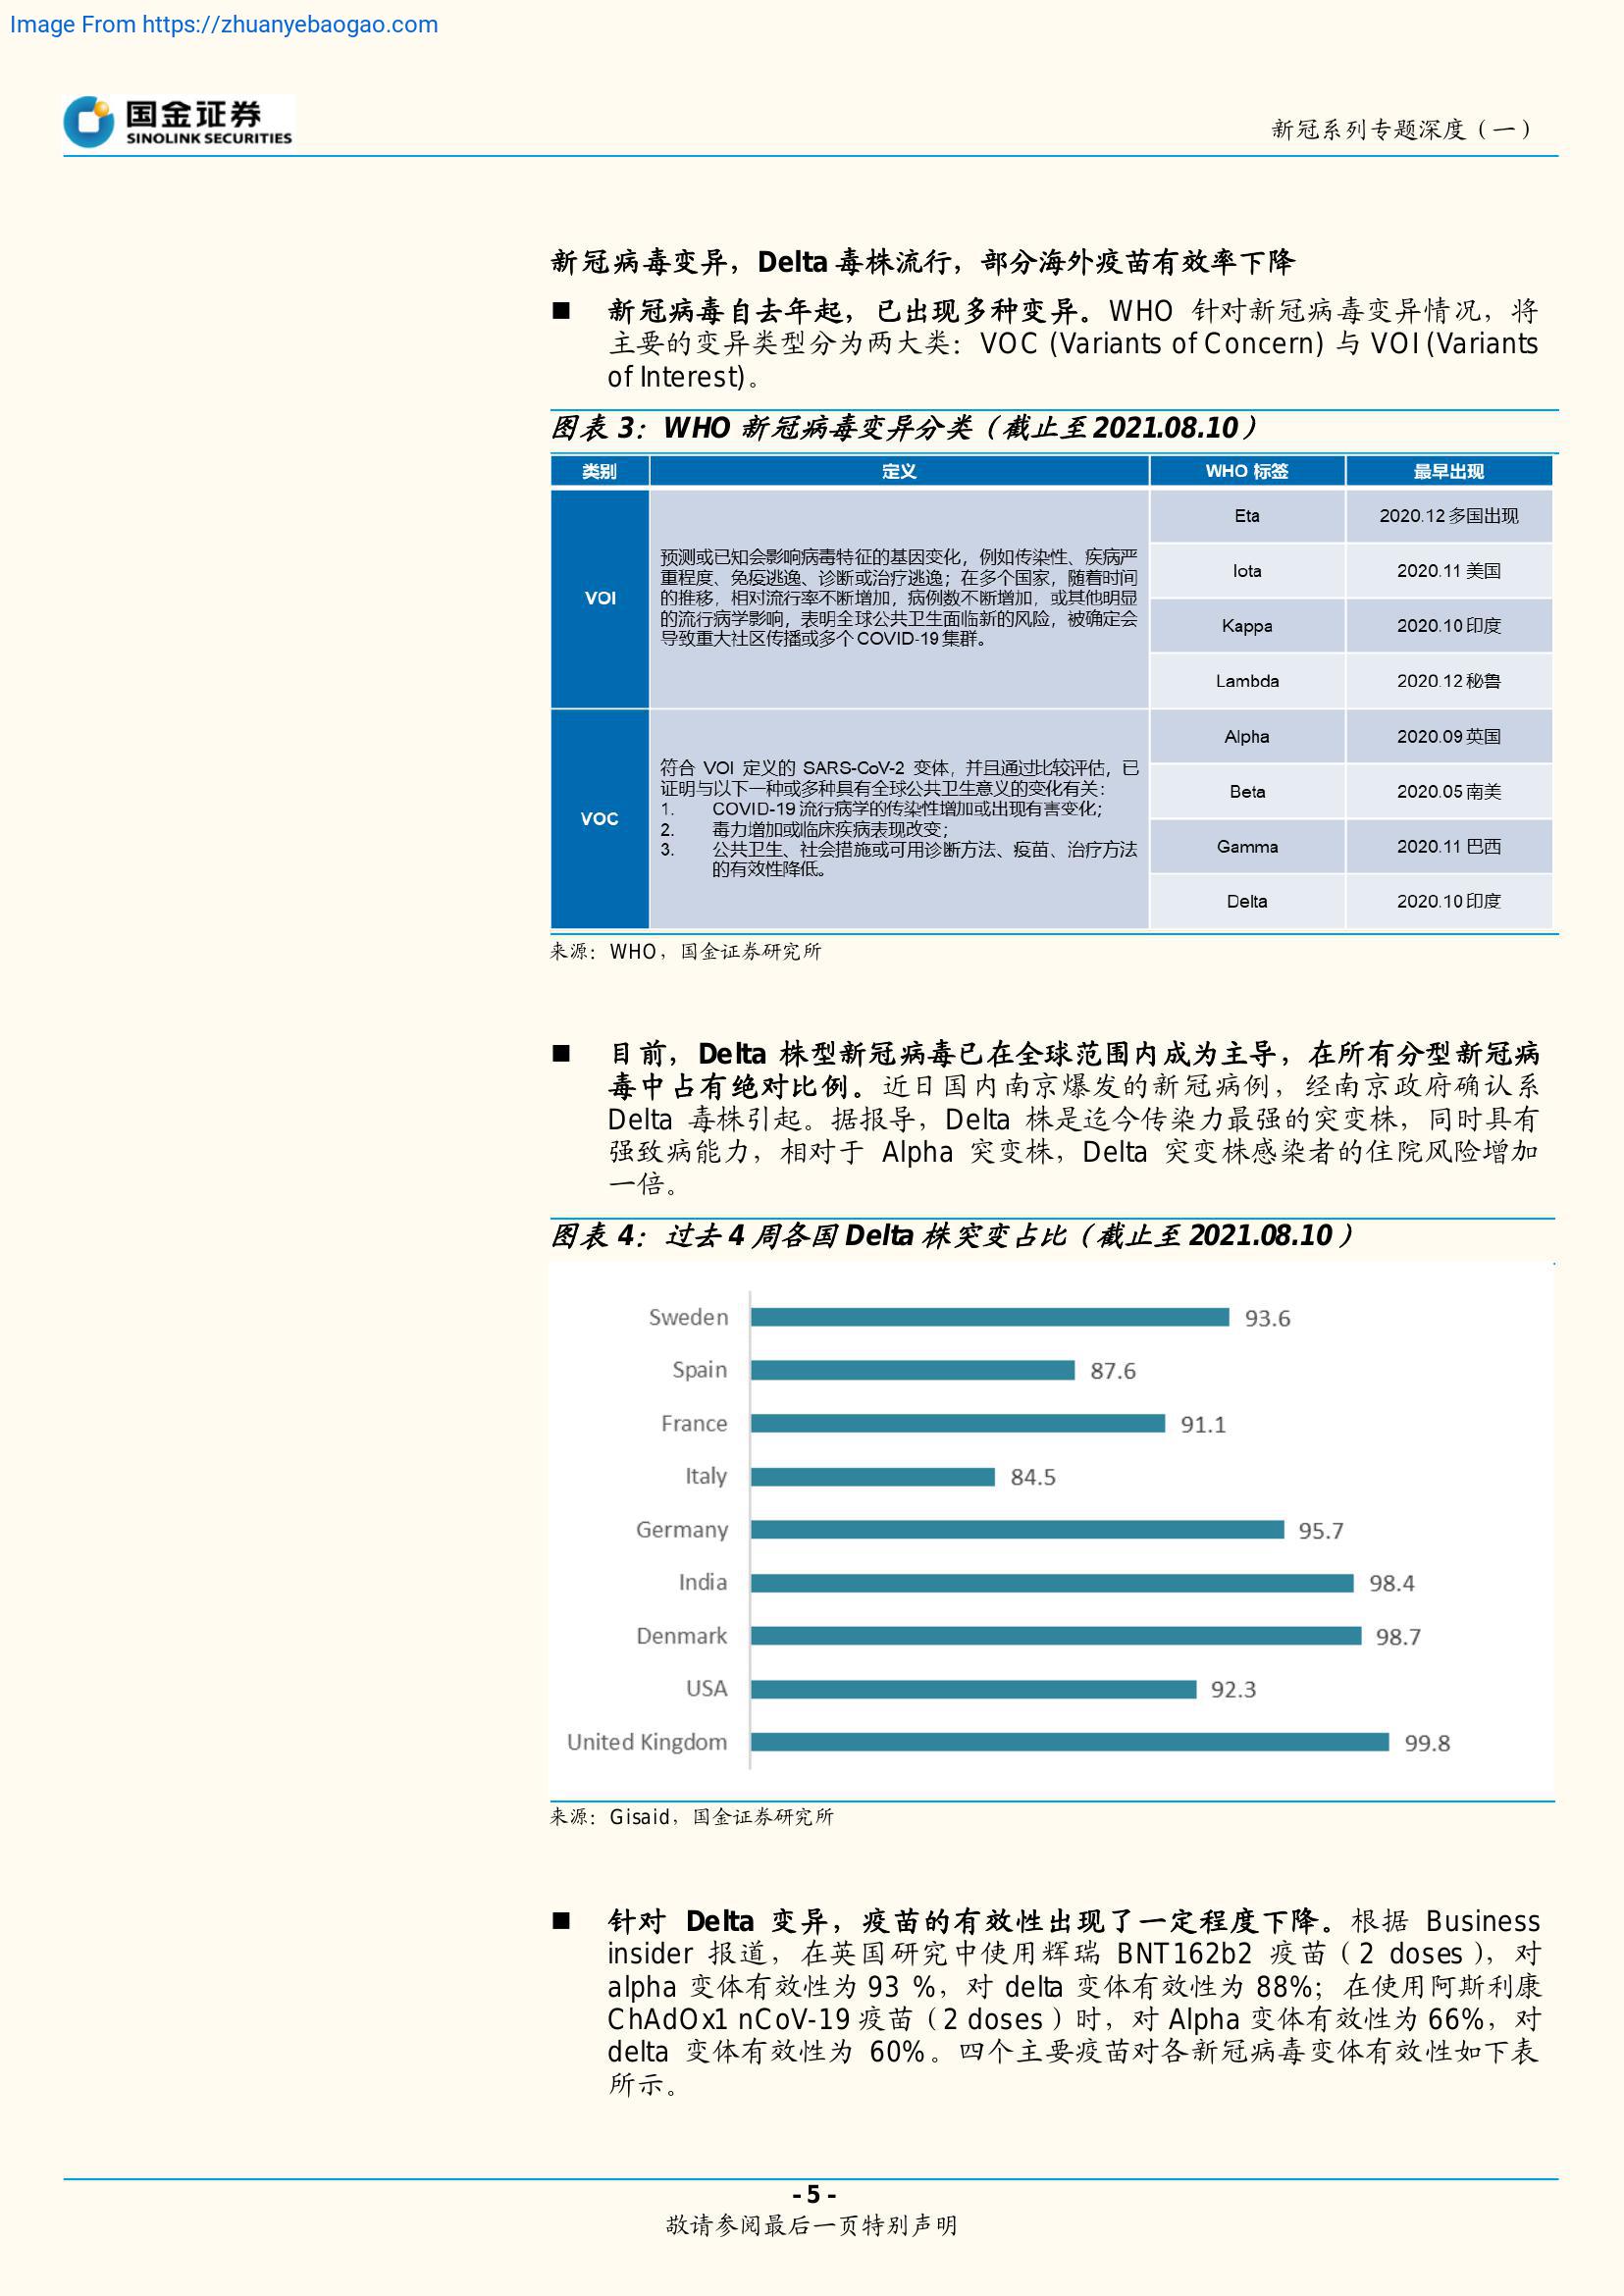 Image From https://zhuanyebaogao.com
国金证券
SINOLINK SECURITIES
新冠系列专题深度（一）
新冠病毒变异，Delta 毒株流行，部分海外疫苗有效率下降
■ 新冠病毒自去年起，已出现多种变异。WHO 针对新冠病毒变异情况，将
主要的变异类型分为两大类：VOC (Variants of Concern) 与 VOI (Variants
of Interest)。
图表 3：WHO 新冠病毒变异分类（截止至 2021.08.10）
类别 定义 WHO 标签 最早出现
VOI
预测或已知会影响病毒特征的基因变化，例如传染性、疾病严
重程度、免疫逃逸、诊断或治疗逃逸；在多个国家，随着时间
的推移，相对流行率不断增加，病例数不断增加，或其他明显
的流行病学影响，表明全球公共卫生面临新的风险，被确定会
导致重大社区传播或多个 COVID-19 集群。
Eta 2020.12 多国出现
Iota 2020.11 美国
Kappa 2020.10 印度
Lambda 2020.12 秘鲁
VOC
符合 VOI 定义的 SARS-CoV-2 变体，并且通过比较评估，已
证明与以下一种或多种具有全球公共卫生意义的变化有关：
1. COVID-19 流行病学的传染性增加或出现有害变化；
2. 毒力增加或临床疾病表现改变；
3. 公共卫生、社会措施或可用诊断方法、疫苗、治疗方法
的有效性降低。
Alpha 2020.09 英国
Beta 2020.05 南美
Gamma 2020.11 巴西
Delta 2020.10 印度
来源：WHO，国金证券研究所
■ 目前，Delta 株型新冠病毒已在全球范围内成为主导，在所有分型新冠病
毒中占有绝对比例。近日国内南京爆发的新冠病例，经南京政府确认系
Delta 毒株引起。据报导，Delta 株是迄今传染力最强的突变株，同时具有
强致病能力，相对于 Alpha 突变株，Delta 突变株感染者的住院风险增加
一倍。
图表 4：过去 4 周各国 Delta 株突变占比（截止至 2021.08.10）
Sweden 93.6
Spain 87.6
France 91.1
Italy 84.5
Germany 95.7
India 98.4
Denmark 98.7
USA 92.3
United Kingdom 99.8
来源：Gisaid，国金证券研究所
■ 针对 Delta 变异，疫苗的有效性出现了一定程度下降。根据 Business
insider 报道，在英国研究中使用辉瑞 BNT162b2 疫苗（2 doses），对
alpha 变体有效性为 93 %，对 delta 变体有效性为 88%；在使用阿斯利康
ChAdOx1 nCoV-19 疫苗（2 doses）时，对 Alpha 变体有效性为 66%，对
delta 变体有效性为 60%。四个主要疫苗对各新冠病毒变体有效性如下表
所示。
- 5 -
敬请参阅最后一页特别声明